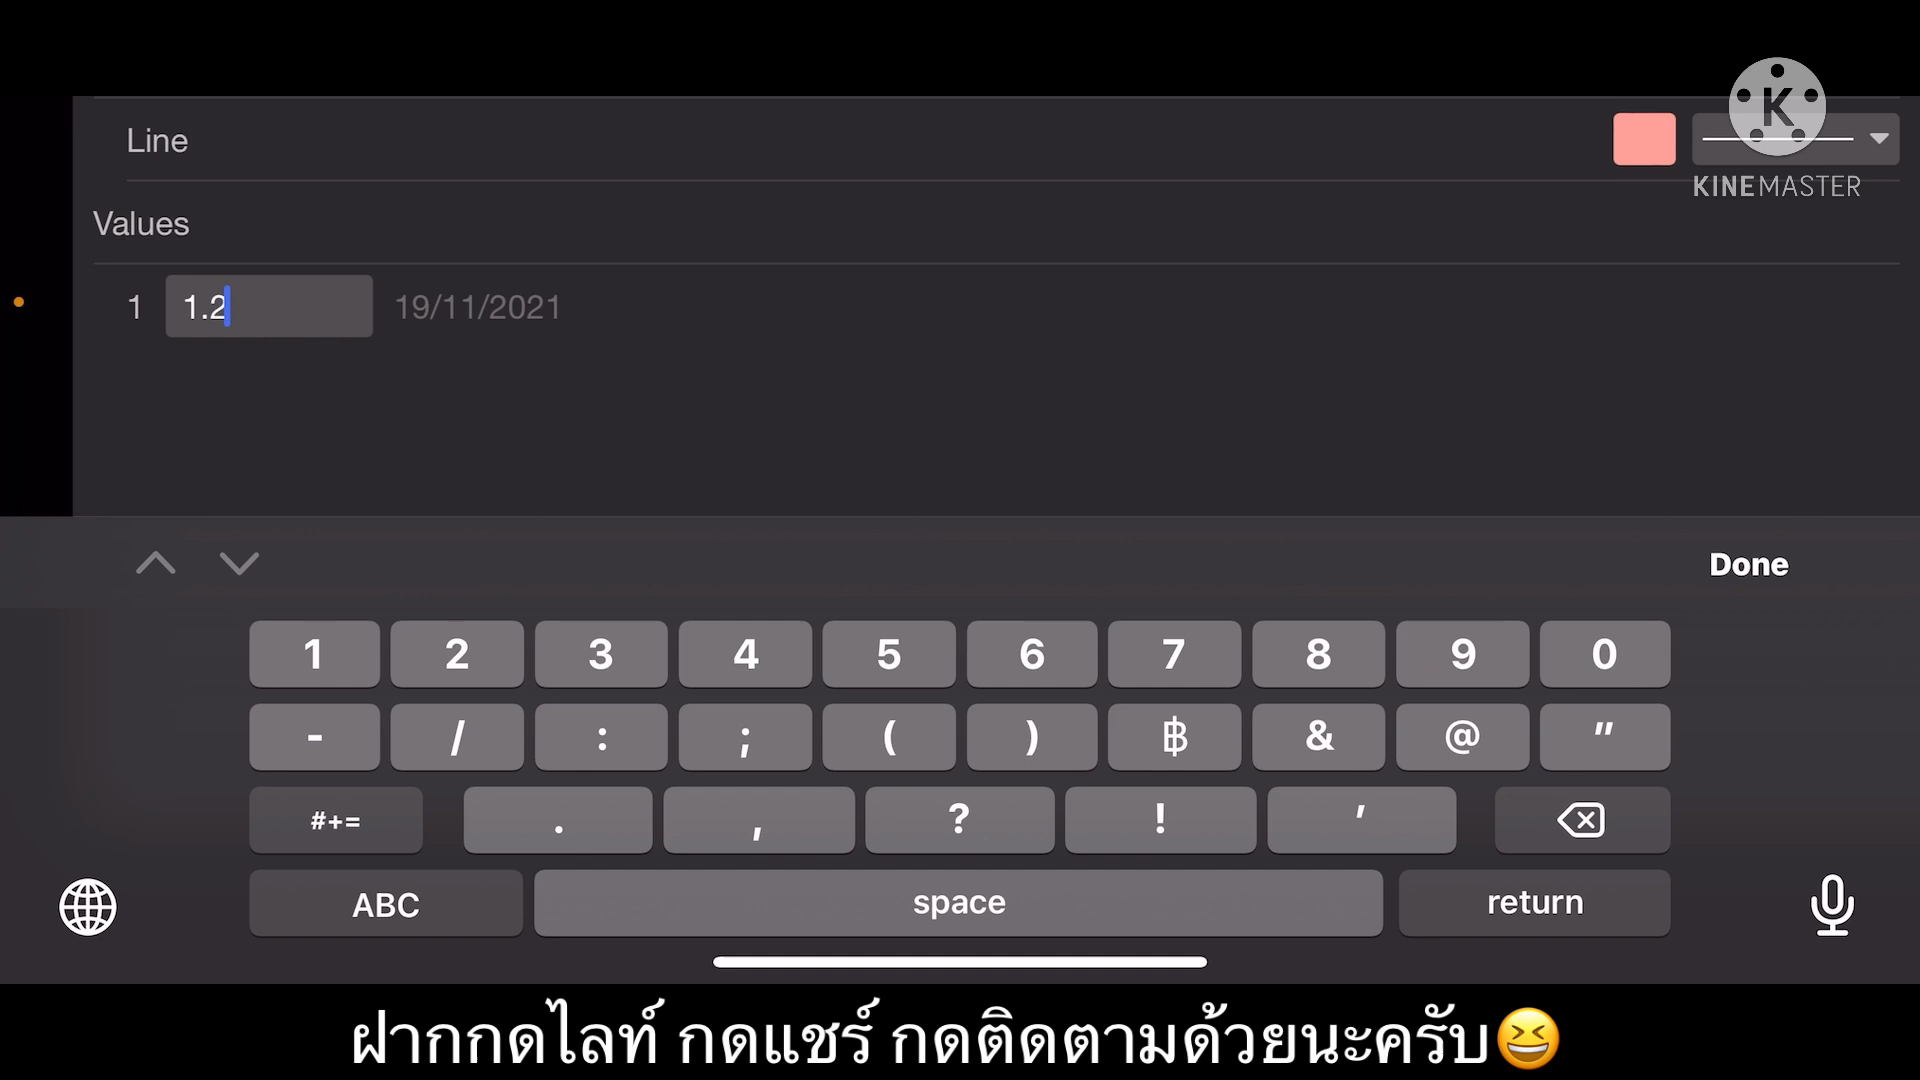 Line
KINEMASTER
Values
1 1.2 19/11/2021
Done
1 2 3 4 5 6 7 8 9 0
- / : ; ( ) ฿ & @ "
#+= . , ? ! '
ABC space return
ฝากกดไลท์ กดแชร์ กดติดตามด้วยนะครับ😆